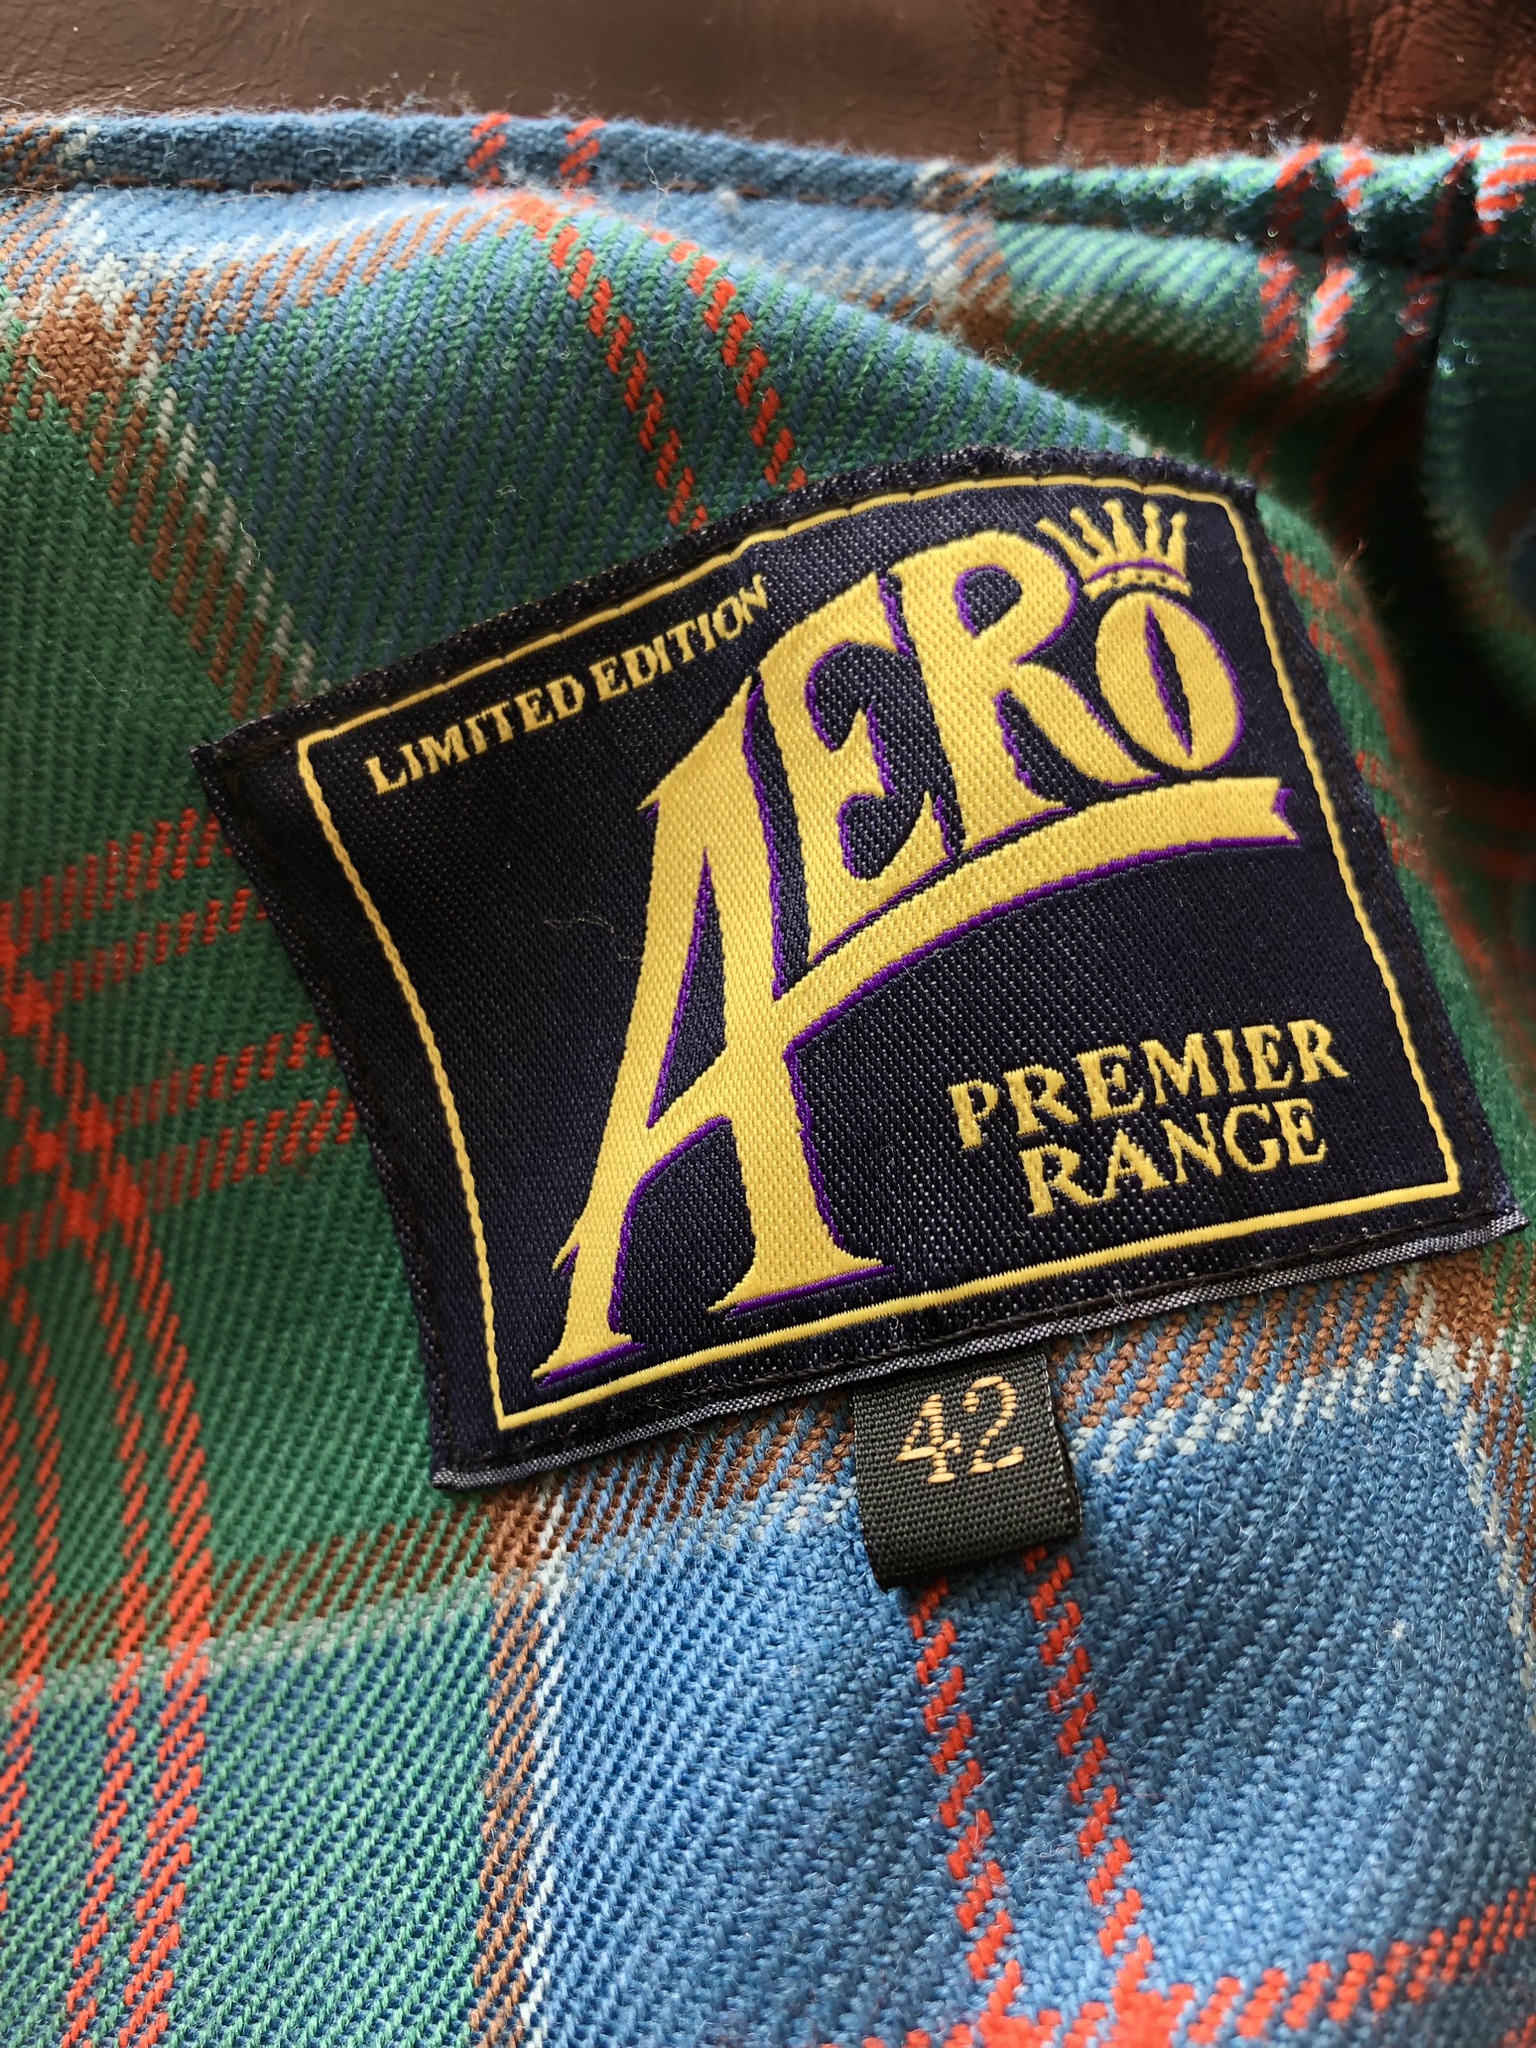 LIMITED EDITION
AERO
PREMIER
RANGE
42